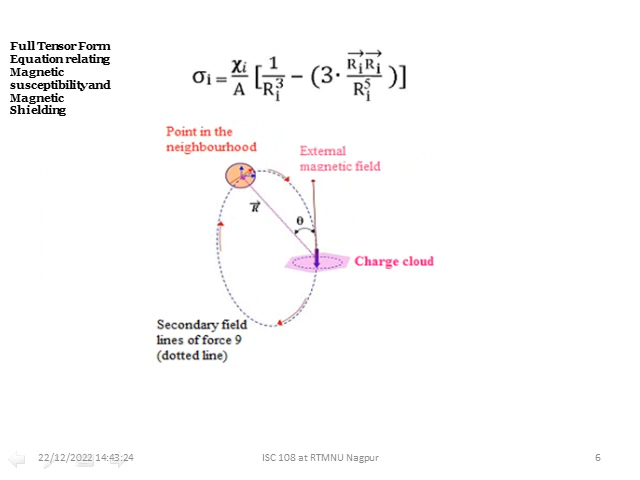 Full Tensor Form
Equation relating
Magnetic
susceptibility and
Magnetic
Shielding
σᵢ = χᵢ/A [1/Rᵢ³ − (3· R⃗ᵢR⃗ᵢ/Rᵢ⁵)]
Point in the
neighbourhood
External
magnetic field
R⃗
θ
Charge cloud
Secondary field
lines of force 9
(dotted line)
22/12/2022 14:43:24
ISC 108 at RTMNU Nagpur
6